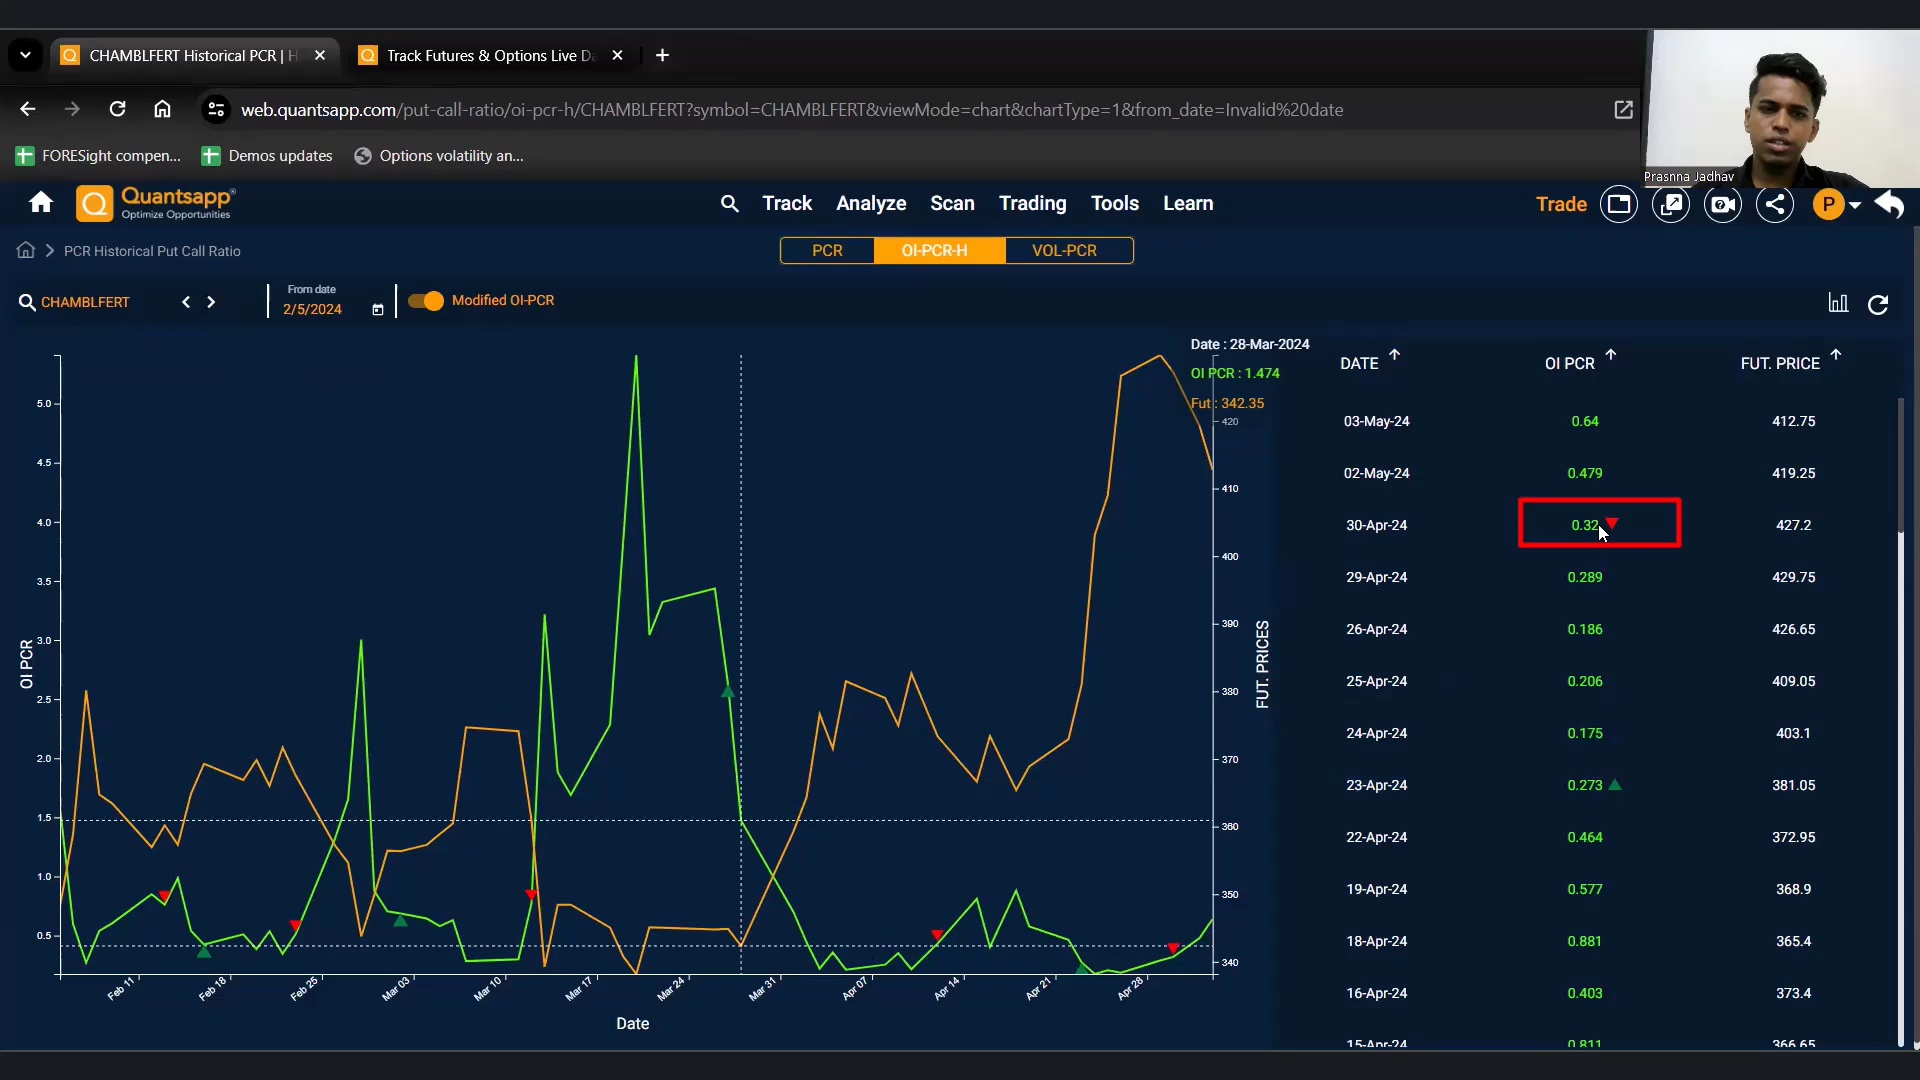 CHAMBLFERT Historical PCR | H
Track Futures & Options Live Da
web.quantsapp.com/put-call-ratio/oi-pcr-h/CHAMBLFERT?symbol=CHAMBLFERT&viewMode=chart&chartType=1&from_date=Invalid%20date
FORESight compen...
Demos updates
Options volatility an...
Prasnna Jadhav
Quantsapp
Optimize Opportunities
Track
Analyze
Scan
Trading
Tools
Learn
Trade
P
PCR Historical Put Call Ratio
PCR
OI-PCR-H
VOL-PCR
CHAMBLFERT
From date
2/5/2024
Modified OI-PCR
Date : 28-Mar-2024
OI PCR : 1.474
Fut : 342.35
OI PCR
5.0
4.5
4.0
3.5
3.0
2.5
2.0
1.5
1.0
0.5
420
410
400
390
380
370
360
350
340
FUT. PRICES
Feb 11
Feb 18
Feb 25
Mar 03
Mar 10
Mar 17
Mar 24
Mar 31
Apr 07
Apr 14
Apr 21
Apr 28
Date
DATE OI PCR FUT. PRICE
03-May-24 0.64 412.75
02-May-24 0.479 419.25
30-Apr-24 0.32 427.2
29-Apr-24 0.289 429.75
26-Apr-24 0.186 426.65
25-Apr-24 0.206 409.05
24-Apr-24 0.175 403.1
23-Apr-24 0.273 381.05
22-Apr-24 0.464 372.95
19-Apr-24 0.577 368.9
18-Apr-24 0.881 365.4
16-Apr-24 0.403 373.4
15-Apr-24 0.811 366.65